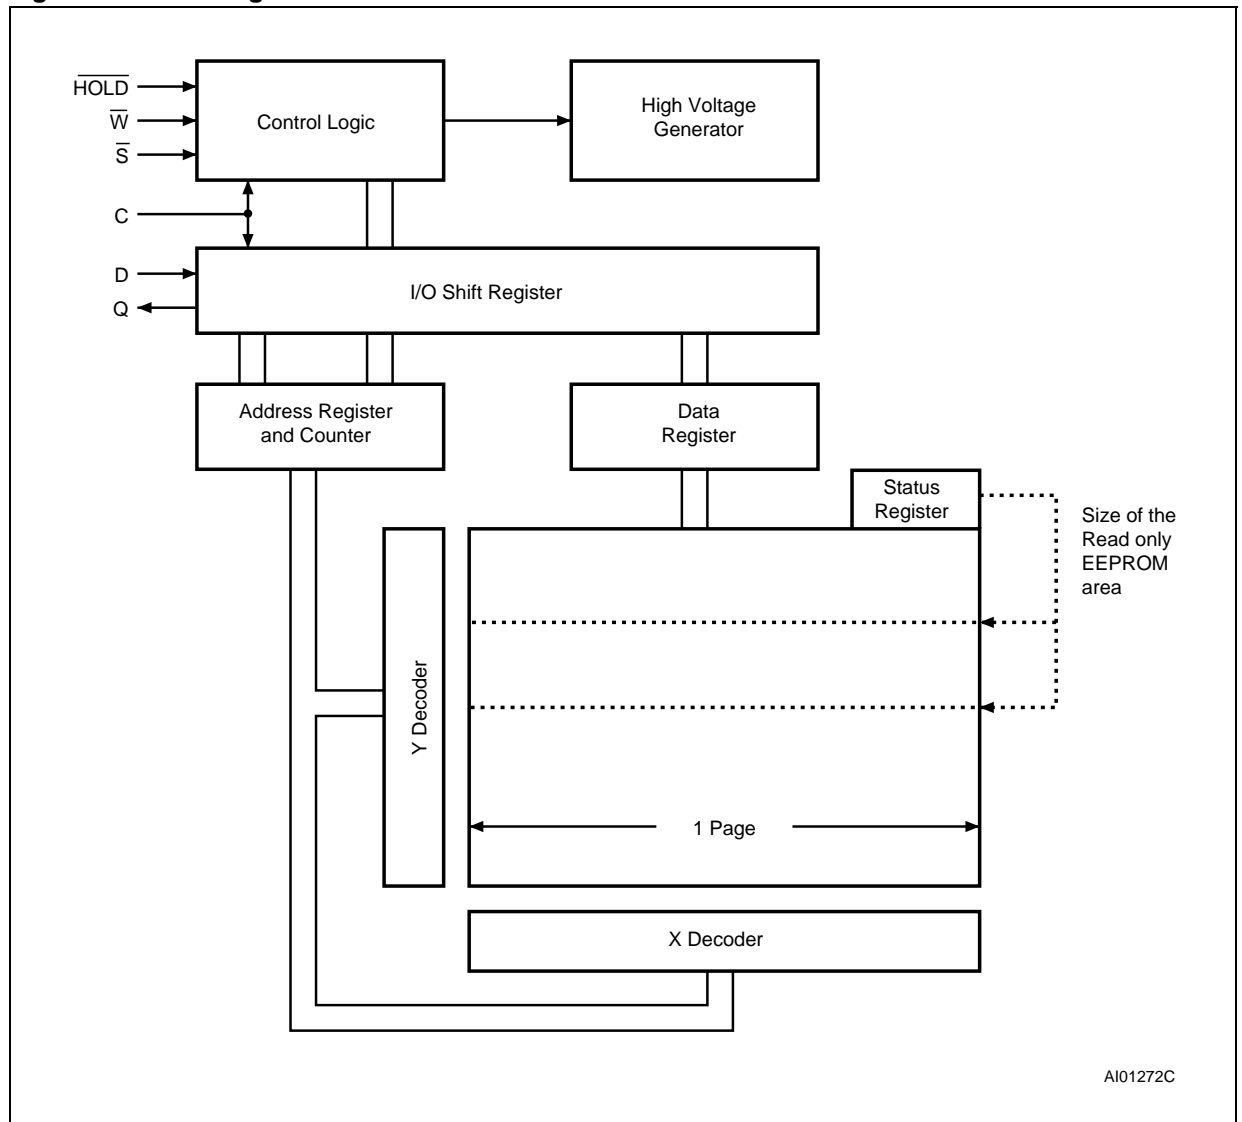 HOLD
W
S
C
D
Q
Control Logic
High Voltage
Generator
I/O Shift Register
Address Register
and Counter
Data
Register
Status
Register
Size of the
Read only
EEPROM
area
Y Decoder
1 Page
X Decoder
AI01272C